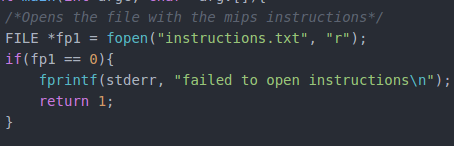 /*Opens the file with the mips instructions*/
FILE *fp1 = fopen("instructions.txt", "r");
if(fp1 == 0){
fprintf(stderr, "failed to open instructions\n");
return 1;
}